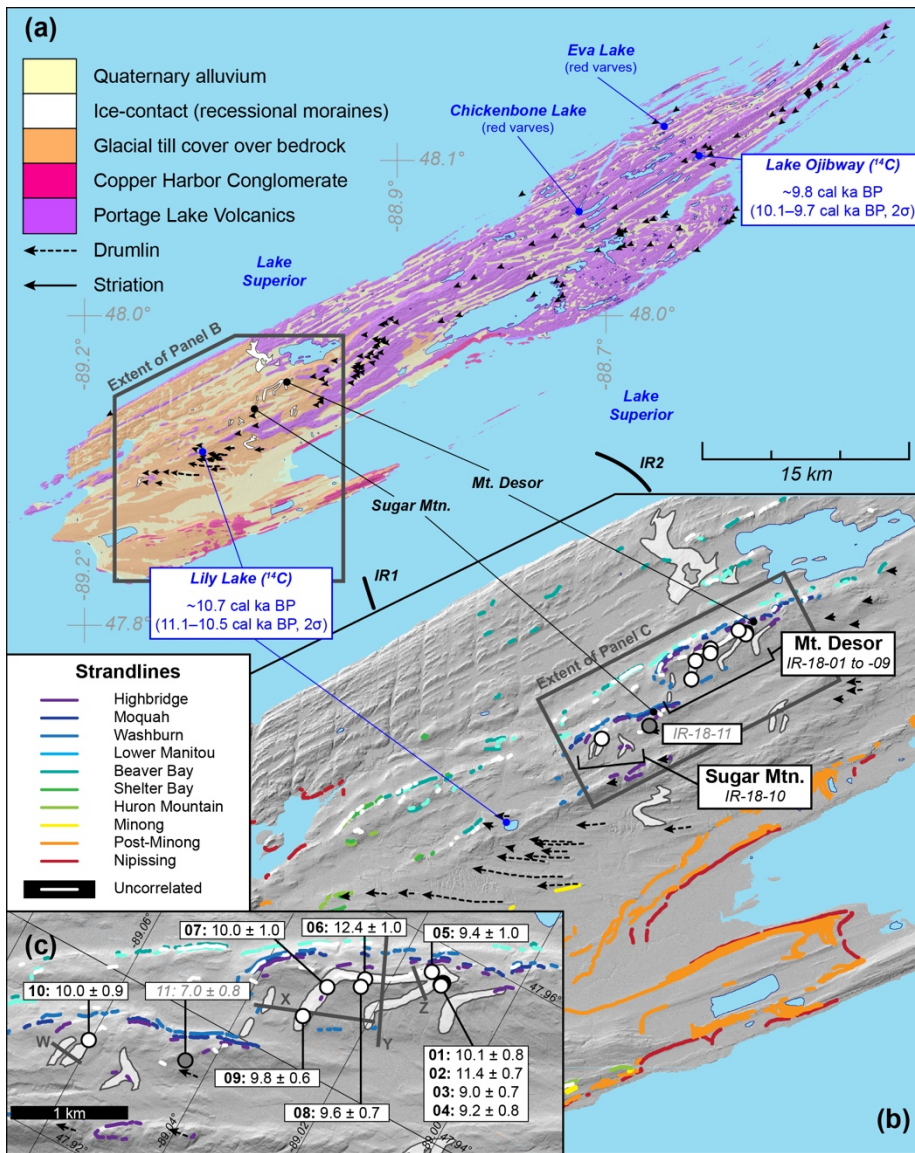 (a)
Quaternary alluvium
Ice-contact (recessional moraines)
Glacial till cover over bedrock
Copper Harbor Conglomerate
Portage Lake Volcanics
Drumlin
Striation
Eva Lake
(red varves)
Chickenbone Lake
(red varves)
48.1°
-88.9°
Lake Ojibway (¹⁴C)
~9.8 cal ka BP
(10.1–9.7 cal ka BP, 2σ)
Lake
Superior
48.0°
-89.2°
48.0°
-88.7°
Extent of Panel B
Lake
Superior
15 km
IR2
Mt. Desor
Sugar Mtn.
-89.2°
47.8°
IR1
Lily Lake (¹⁴C)
~10.7 cal ka BP
(11.1–10.5 cal ka BP, 2σ)
Strandlines
Highbridge
Moquah
Washburn
Lower Manitou
Beaver Bay
Shelter Bay
Huron Mountain
Minong
Post-Minong
Nipissing
Uncorrelated
Extent of Panel C
Mt. Desor
IR-18-01 to -09
IR-18-11
Sugar Mtn.
IR-18-10
(b)
(c)
-89.06°
07: 10.0 ± 1.0
06: 12.4 ± 1.0
05: 9.4 ± 1.0
47.96°
10: 10.0 ± 0.9
11: 7.0 ± 0.8
X
Z
Y
W
09: 9.8 ± 0.6
08: 9.6 ± 0.7
01: 10.1 ± 0.8
02: 11.4 ± 0.7
03: 9.0 ± 0.7
04: 9.2 ± 0.8
1 km
47.92°
-89.04°
-89.02°
-89.00°
47.94°